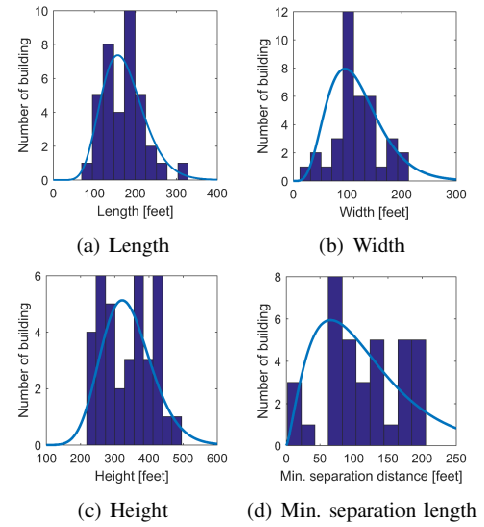 10
8
6
4
2
0
Number of building
0 100 200 300 400
Length [feet]
(a) Length
12
10
8
6
4
2
0
Number of building
0 100 200 300
Width [feet]
(b) Width
6
4
2
0
Number of building
100 200 300 400 500 600
Height [feet]
(c) Height
8
6
4
2
0
Number of building
0 50 100 150 200 250
Min. separation distance [feet]
(d) Min. separation length